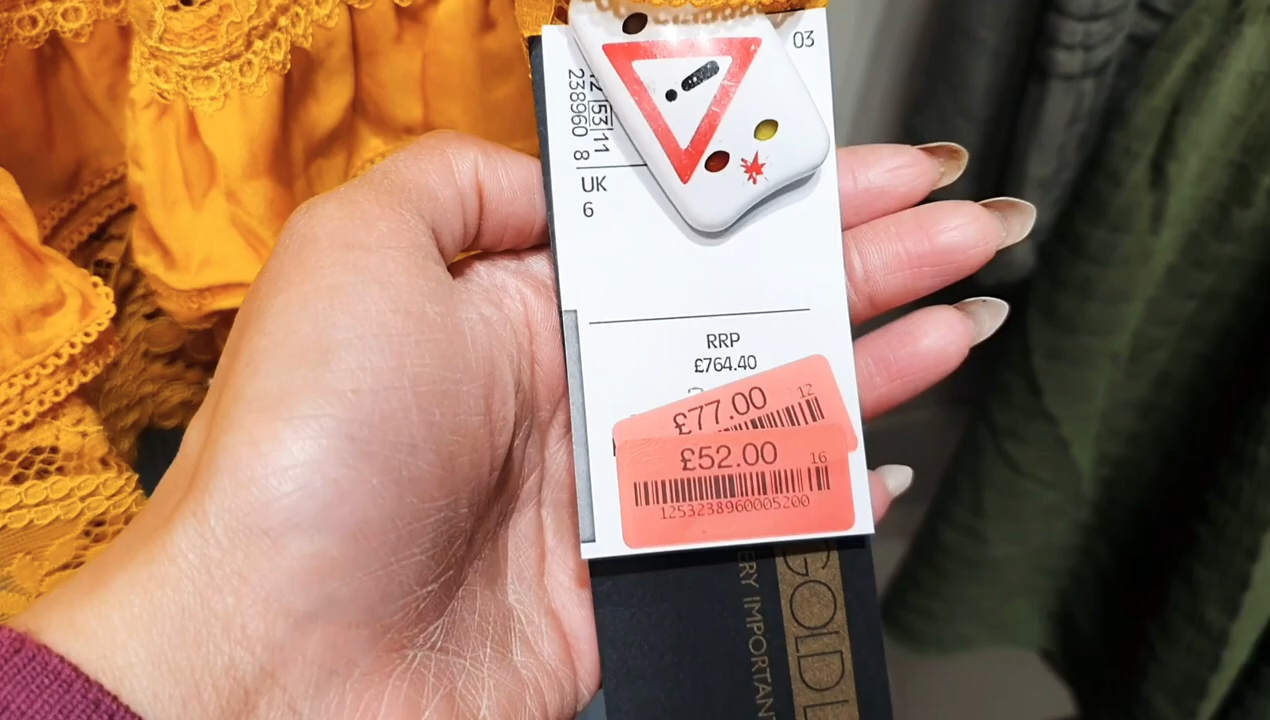 03
12 53 11
238960 8
UK
6
RRP
£764.40
£77.00 12
£52.00 16
1253238960005200
GOLD
ERY IMPORTANT